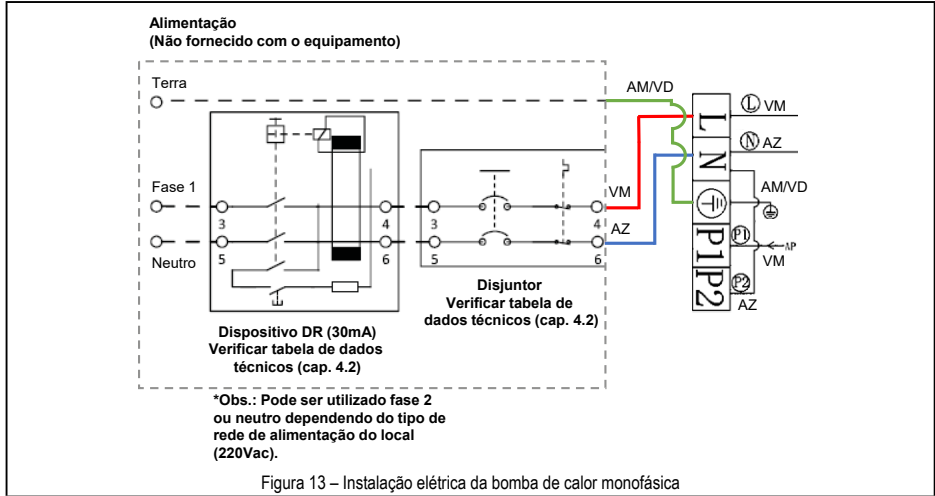 Alimentação
(Não fornecido com o equipamento)
Terra
AM/VD
L
Ⓛ VM
N
Ⓝ AZ
Fase 1
3
4
3
4
VM
AM/VD
5
6
5
6
AZ
Neutro
P1
P1
AP
VM
P2
P2
AZ
Dispositivo DR (30mA)
Verificar tabela de dados
técnicos (cap. 4.2)
Disjuntor
Verificar tabela de
dados técnicos (cap. 4.2)
*Obs.: Pode ser utilizado fase 2
ou neutro dependendo do tipo de
rede de alimentação do local
(220Vac).
Figura 13 – Instalação elétrica da bomba de calor monofásica